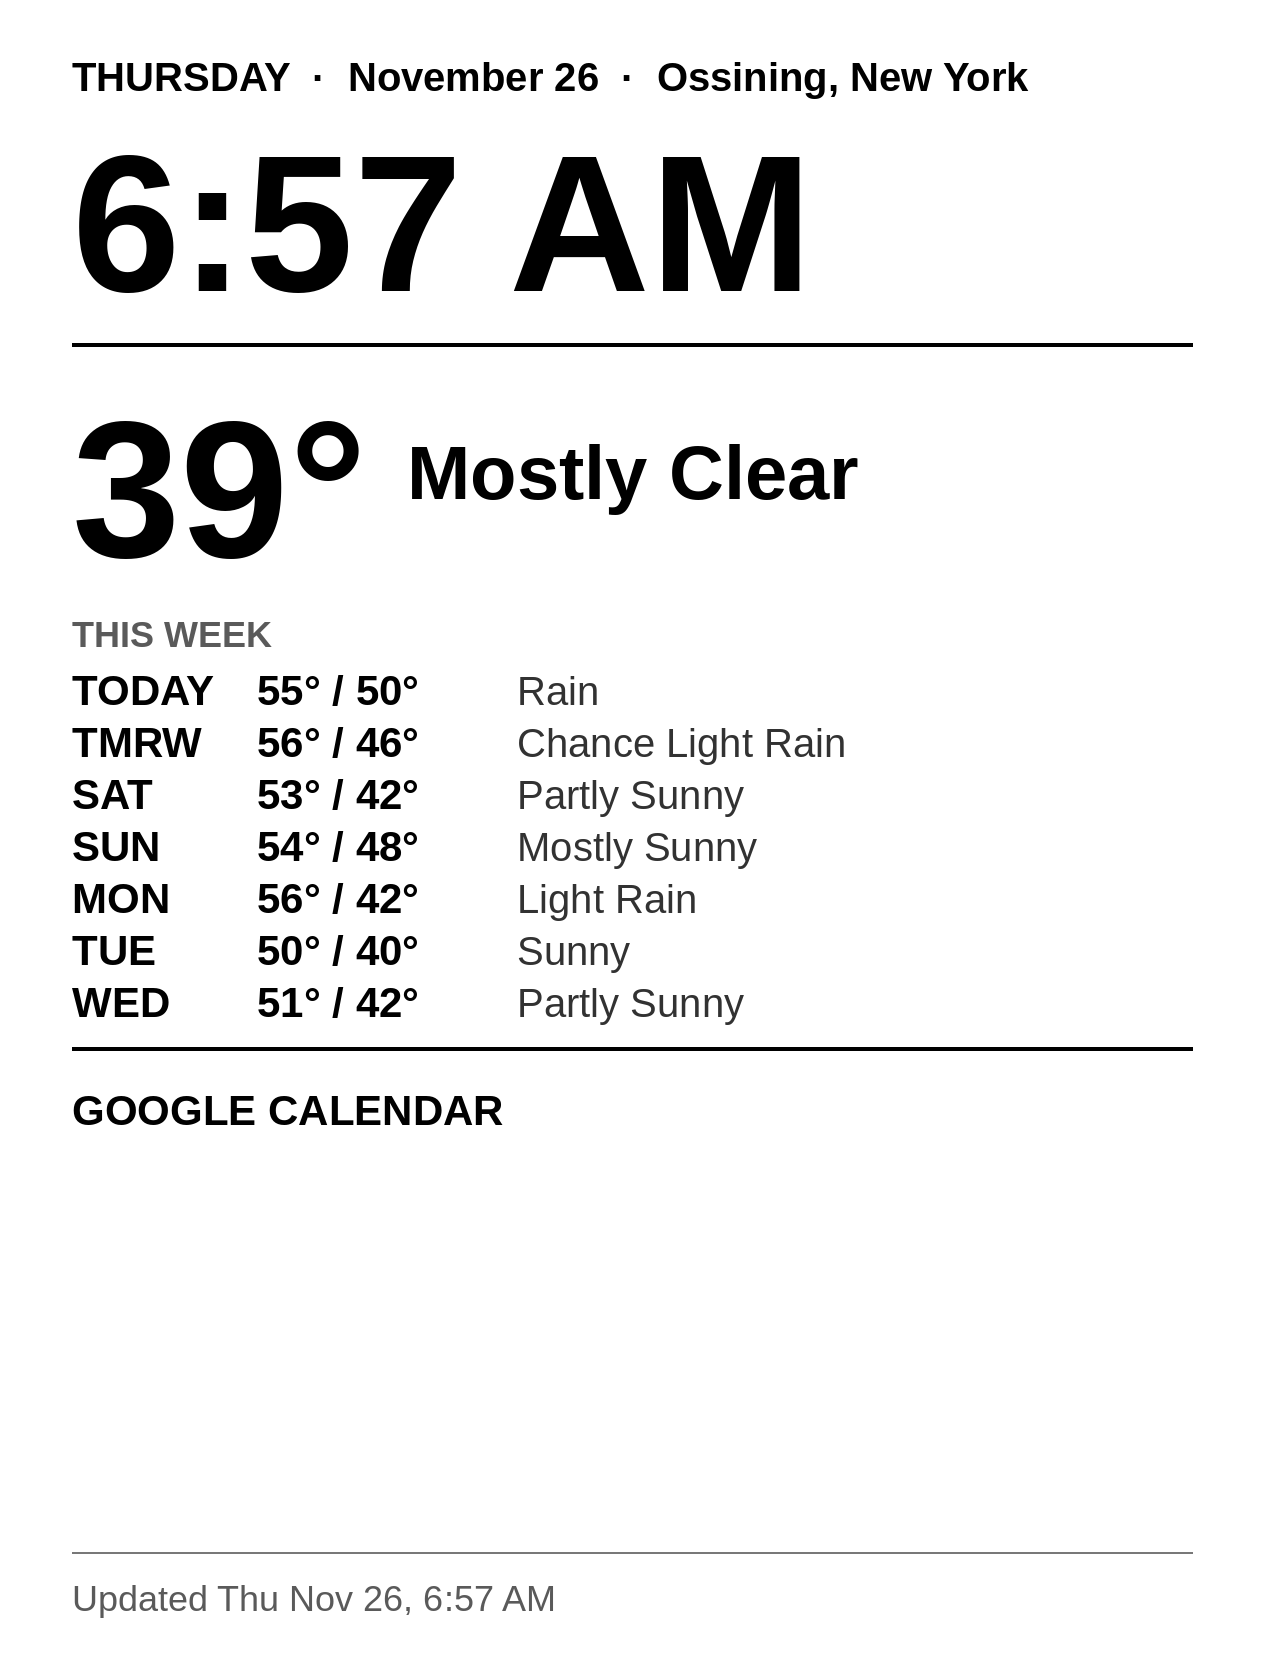 THURSDAY · November 26 · Ossining, New York
6:57 AM
39° Mostly Clear
THIS WEEK
TODAY 55° / 50° Rain
TMRW 56° / 46° Chance Light Rain
SAT 53° / 42° Partly Sunny
SUN 54° / 48° Mostly Sunny
MON 56° / 42° Light Rain
TUE 50° / 40° Sunny
WED 51° / 42° Partly Sunny
GOOGLE CALENDAR
Updated Thu Nov 26, 6:57 AM